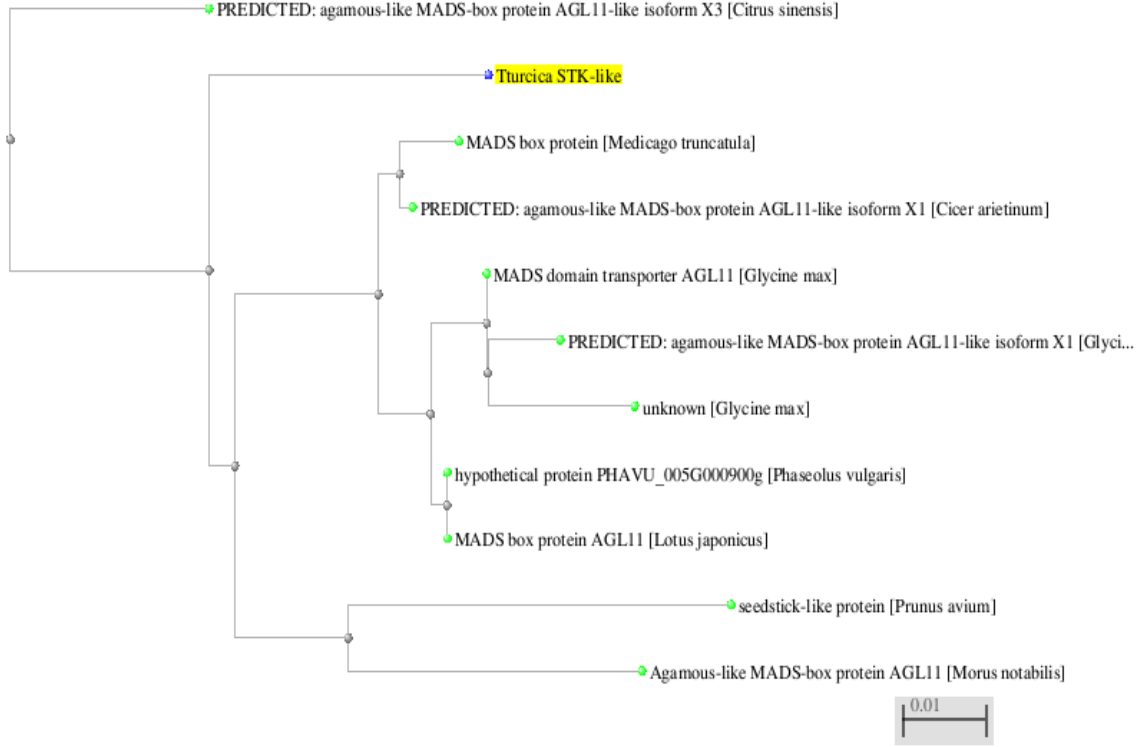 PREDICTED: agamous-like MADS-box protein AGL11-like isoform X3 [Citrus sinensis]
Tturcica STK-like
MADS box protein [Medicago truncatula]
PREDICTED: agamous-like MADS-box protein AGL11-like isoform X1 [Cicer arietinum]
MADS domain transporter AGL11 [Glycine max]
PREDICTED: agamous-like MADS-box protein AGL11-like isoform X1 [Glyci...
unknown [Glycine max]
hypothetical protein PHAVU_005G000900g [Phaseolus vulgaris]
MADS box protein AGL11 [Lotus japonicus]
seedstick-like protein [Prunus avium]
Agamous-like MADS-box protein AGL11 [Morus notabilis]
0.01